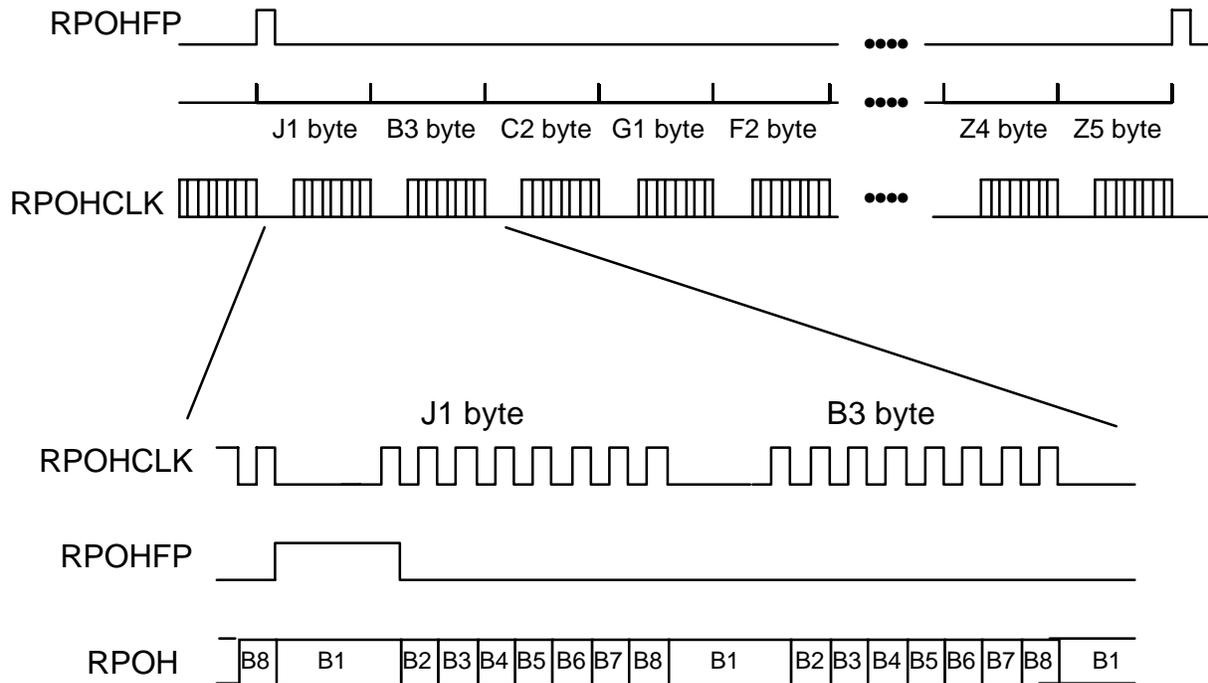 RPOHFP
J1 byte B3 byte C2 byte G1 byte F2 byte Z4 byte Z5 byte
RPOHCLK
J1 byte B3 byte
RPOHCLK
RPOHFP
RPOH B8 B1 B2 B3 B4 B5 B6 B7 B8 B1 B2 B3 B4 B5 B6 B7 B8 B1